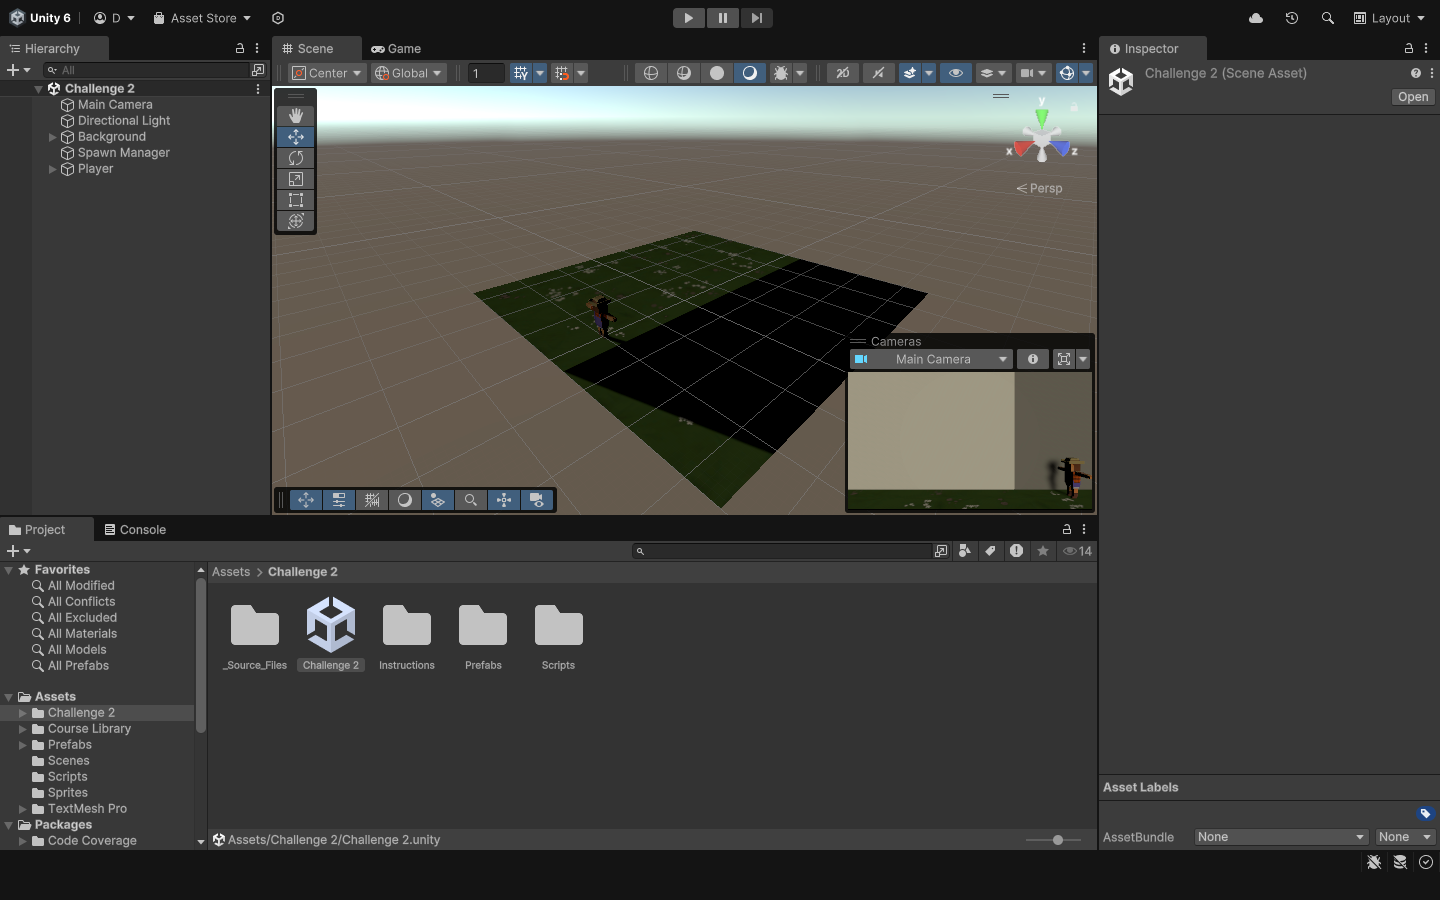 Unity 6
D
Asset Store
Layout
Hierarchy
All
Challenge 2
Main Camera
Directional Light
Background
Spawn Manager
Player
Scene
Game
Center
Global
1
2D
y
x
z
Persp
Cameras
Main Camera
Inspector
Challenge 2 (Scene Asset)
Open
Project
Console
14
Favorites
All Modified
All Conflicts
All Excluded
All Materials
All Models
All Prefabs
Assets
Challenge 2
Course Library
Prefabs
Scenes
Scripts
Sprites
TextMesh Pro
Packages
Code Coverage
Assets > Challenge 2
_Source_Files
Challenge 2
Instructions
Prefabs
Scripts
Assets/Challenge 2/Challenge 2.unity
Asset Labels
AssetBundle
None
None